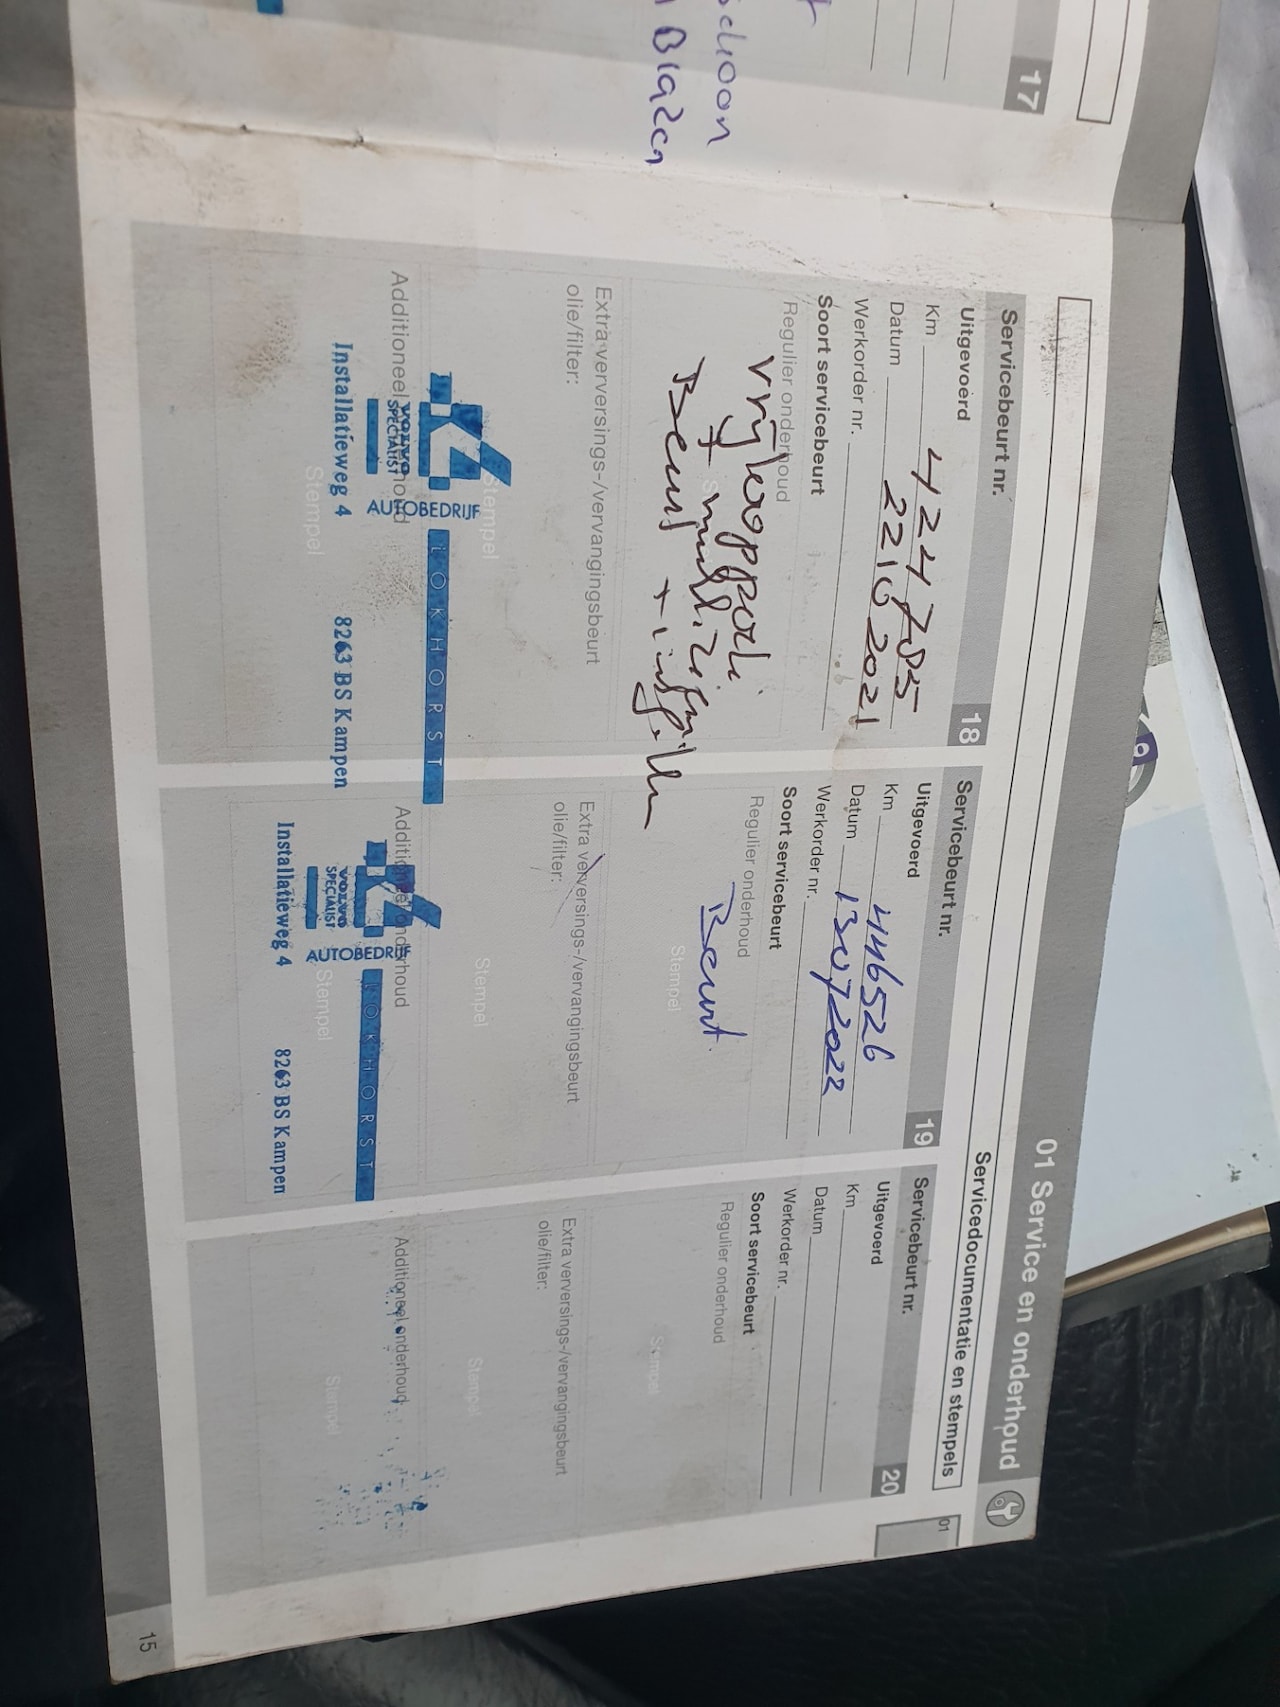 17
schoon
Blazen
01 Service en onderhoud
Servicedocumentatie en stempels
01
Servicebeurt nr. 18
Uitgevoerd
Km 424785
Datum 22102021
Werkorder nr.
Soort servicebeurt
Regulier onderhoud
Stempel
Beurt +
Extra verversings-/vervangingsbeurt
olie/filter:
Stempel
Additioneel onderhoud
VOLVO
SPECIALIST
AUTOBEDRIJF
LOKHORST
Stempel
Installatieweg 4 8263 BS Kampen
Servicebeurt nr. 19
Uitgevoerd
Km 446526
Datum 13072022
Werkorder nr.
Soort servicebeurt
Regulier onderhoud
Beurt.
Stempel
Extra verversings-/vervangingsbeurt
olie/filter:
Stempel
Additioneel onderhoud
VOLVO
SPECIALIST
AUTOBEDRIJF
LOKHORST
Stempel
Installatieweg 4 8263 BS Kampen
Servicebeurt nr. 20
Uitgevoerd
Km
Datum
Werkorder nr.
Soort servicebeurt
Regulier onderhoud
Stempel
Extra verversings-/vervangingsbeurt
olie/filter:
Stempel
Additioneel onderhoud
Stempel
15